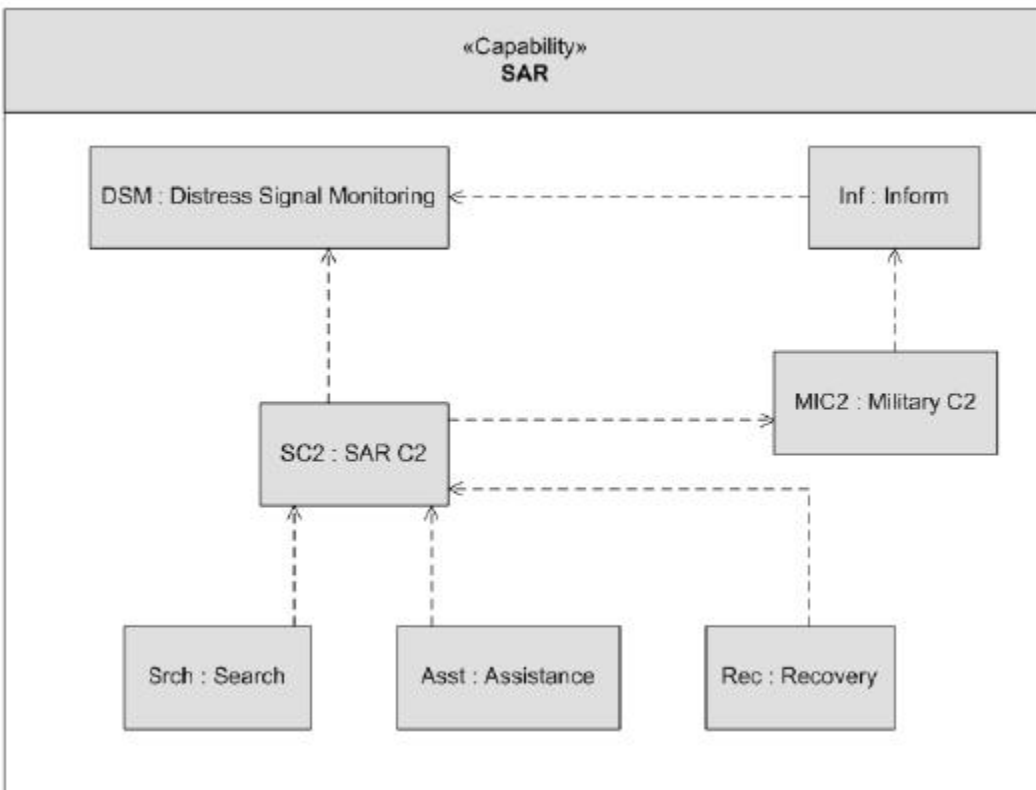 «Capability»
SAR
DSM : Distress Signal Monitoring
Inf : Inform
MIC2 : Military C2
SC2 : SAR C2
Srch : Search
Asst : Assistance
Rec : Recovery